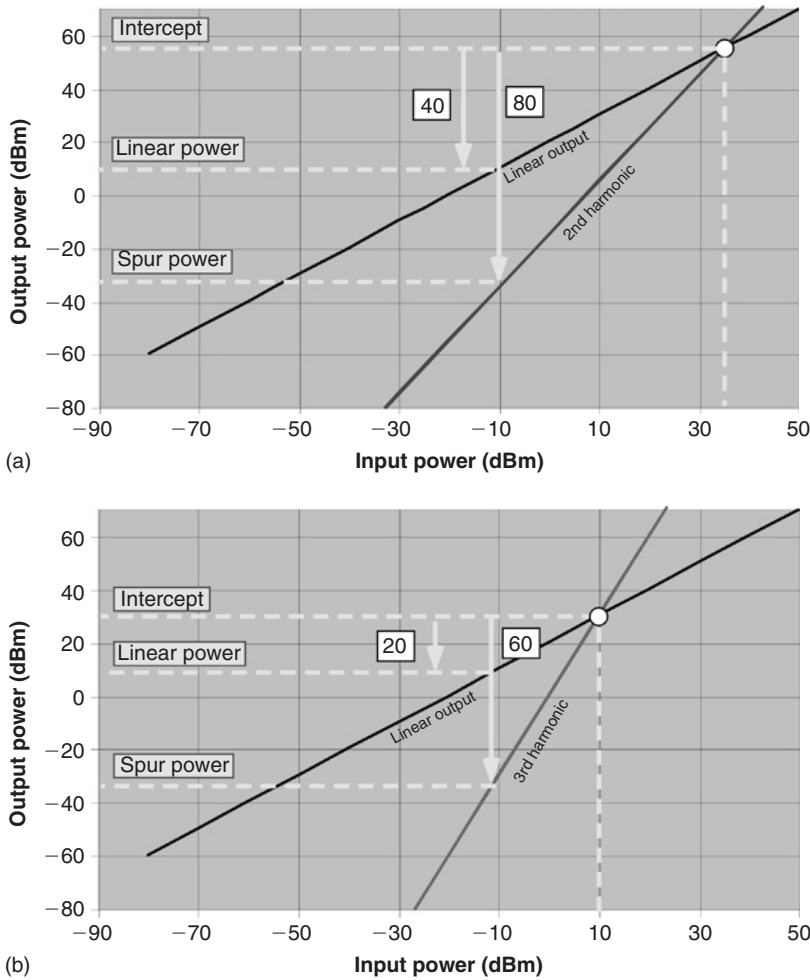 Intercept
40
80
Linear power
Linear output
2nd harmonic
Spur power
60
40
20
0
−20
−40
−60
−80
Output power (dBm)
−90
−70
−50
−30
−10
10
30
50
Input power (dBm)
(a)
Intercept
20
60
Linear power
Linear output
3rd harmonic
Spur power
60
40
20
0
−20
−40
−60
−80
Output power (dBm)
−90
−70
−50
−30
−10
10
30
50
Input power (dBm)
(b)